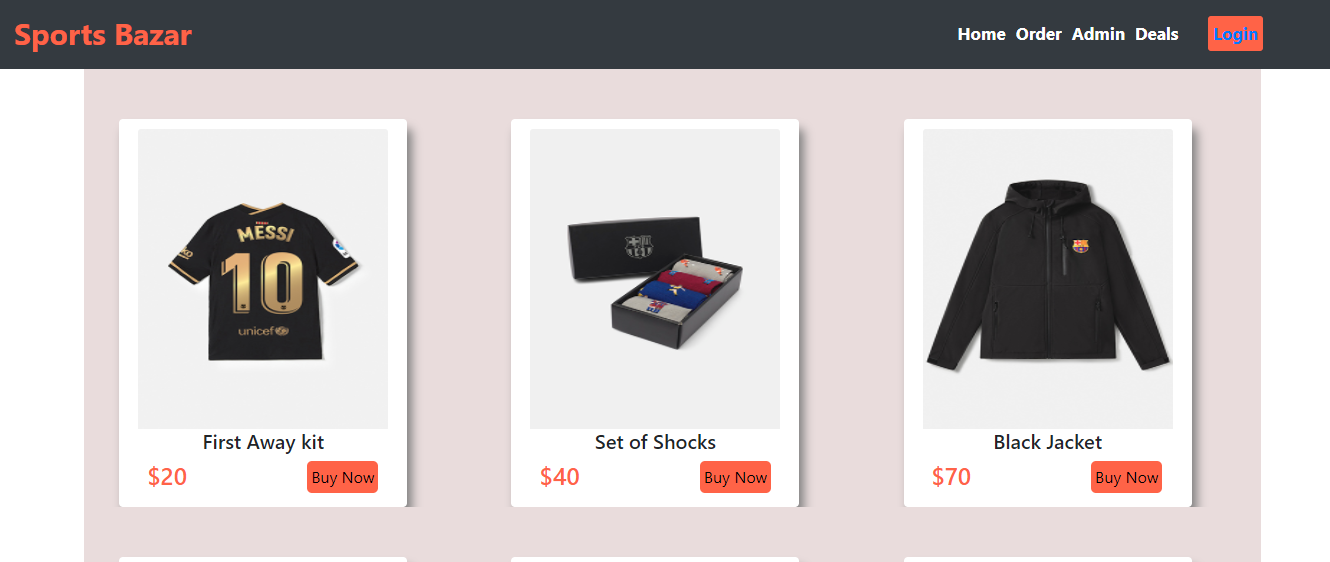 Sports Bazar
Home Order Admin Deals Login
MESSI
10
unicef
First Away kit
$20 Buy Now
Set of Shocks
$40 Buy Now
Black Jacket
$70 Buy Now